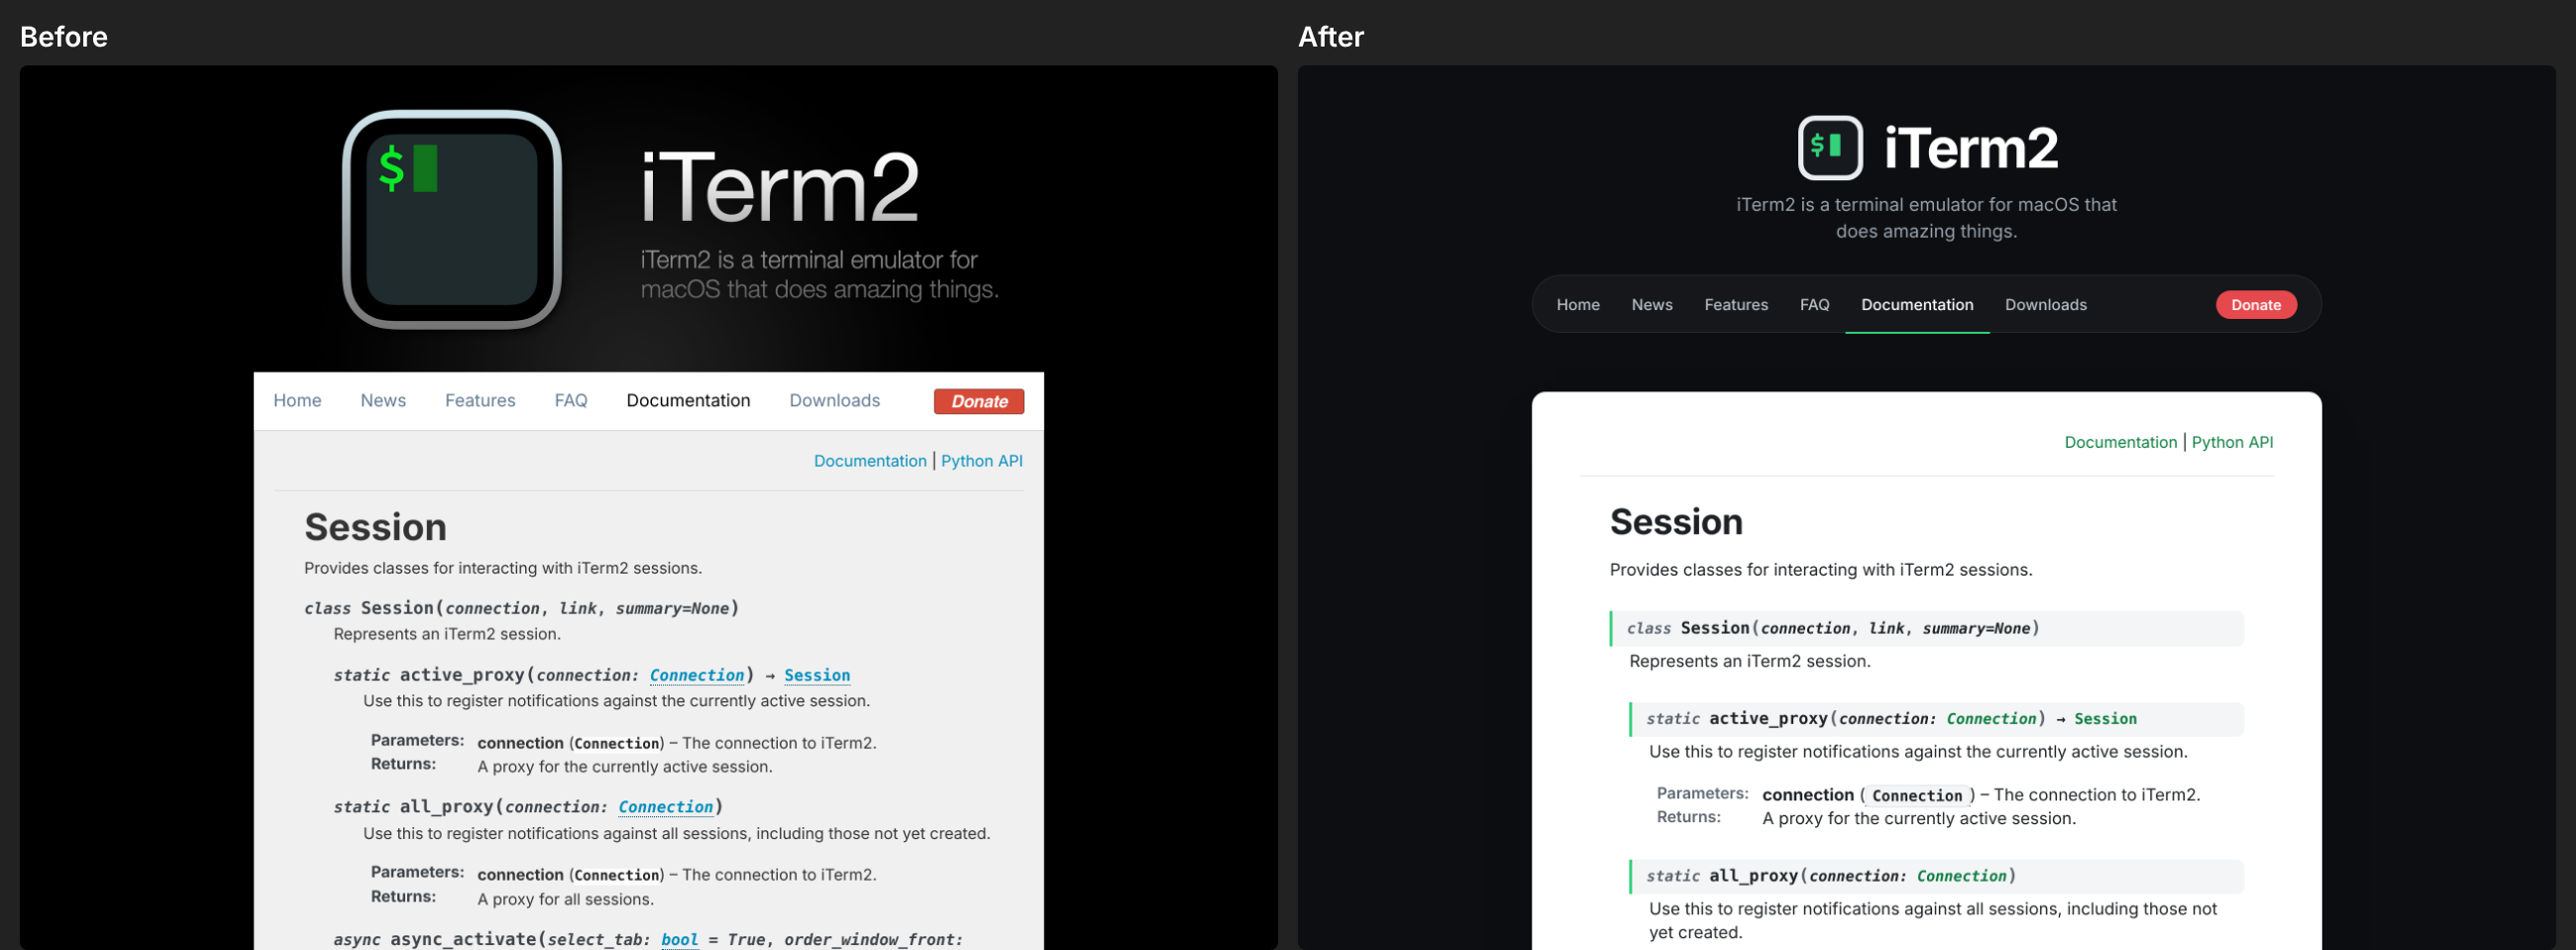 Before
$
iTerm2
iTerm2 is a terminal emulator for
macOS that does amazing things.
Home News Features FAQ Documentation Downloads Donate
Documentation | Python API
Session
Provides classes for interacting with iTerm2 sessions.
class Session(connection, link, summary=None)
Represents an iTerm2 session.
static active_proxy(connection: Connection) → Session
Use this to register notifications against the currently active session.
Parameters: connection (Connection) – The connection to iTerm2.
Returns: A proxy for the currently active session.
static all_proxy(connection: Connection)
Use this to register notifications against all sessions, including those not yet created.
Parameters: connection (Connection) – The connection to iTerm2.
Returns: A proxy for all sessions.
async async_activate(select_tab: bool = True, order_window_front:
After
$
iTerm2
iTerm2 is a terminal emulator for macOS that
does amazing things.
Home News Features FAQ Documentation Downloads Donate
Documentation | Python API
Session
Provides classes for interacting with iTerm2 sessions.
class Session(connection, link, summary=None)
Represents an iTerm2 session.
static active_proxy(connection: Connection) → Session
Use this to register notifications against the currently active session.
Parameters: connection (Connection) – The connection to iTerm2.
Returns: A proxy for the currently active session.
static all_proxy(connection: Connection)
Use this to register notifications against all sessions, including those not
yet created.